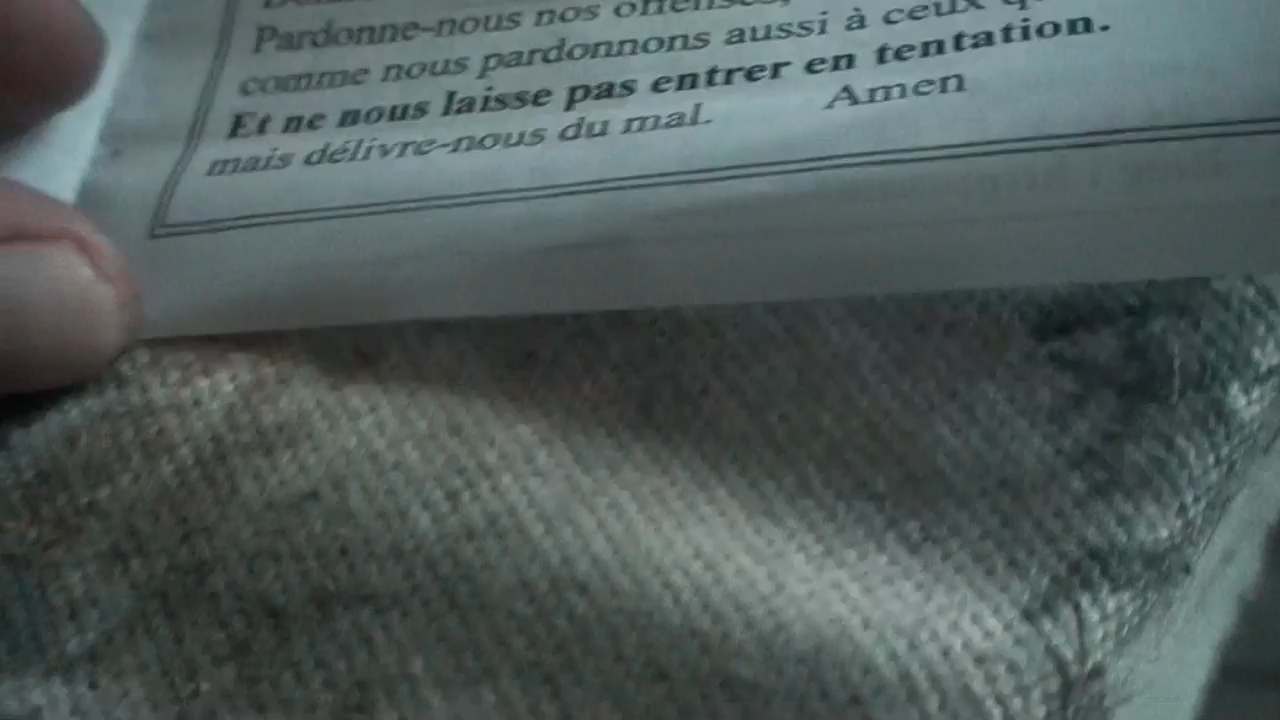 Pardonne-nous nos offenses,
comme nous pardonnons aussi à ceux
Et ne nous laisse pas entrer en tentation.
mais délivre-nous du mal. Amen